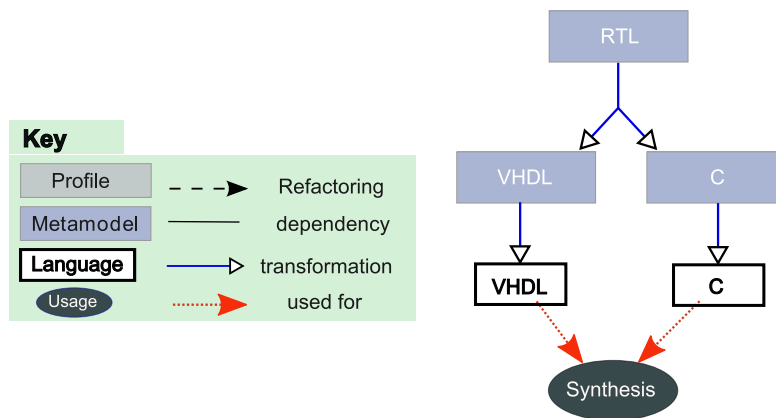 Key
Profile
Refactoring
Metamodel
dependency
Language
transformation
Usage
used for
RTL
VHDL
C
VHDL
C
Synthesis